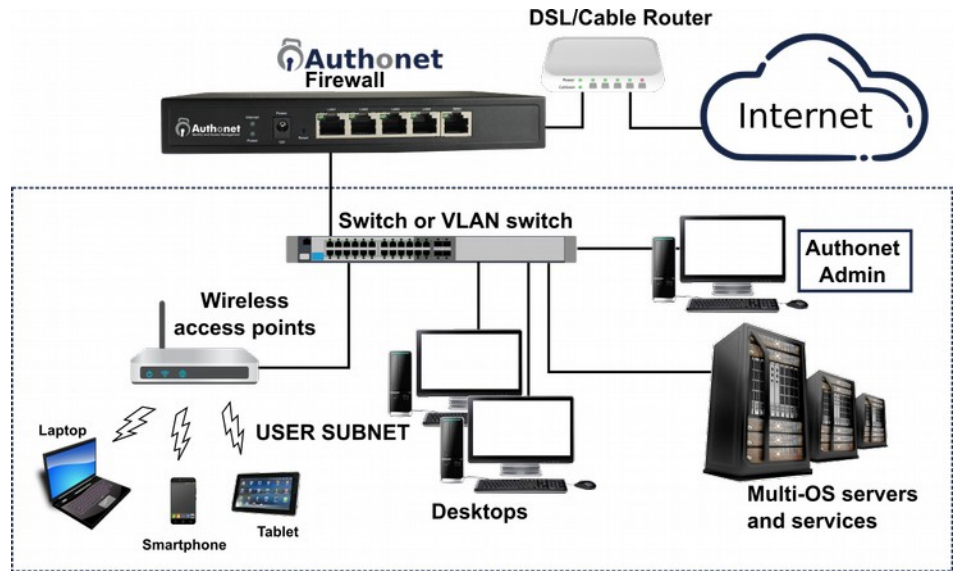 DSL/Cable Router
Authonet
Firewall
Internet
Authonet
Switch or VLAN switch
Authonet
Admin
Wireless
access points
Laptop
USER SUBNET
Smartphone
Tablet
Desktops
Multi-OS servers
and services